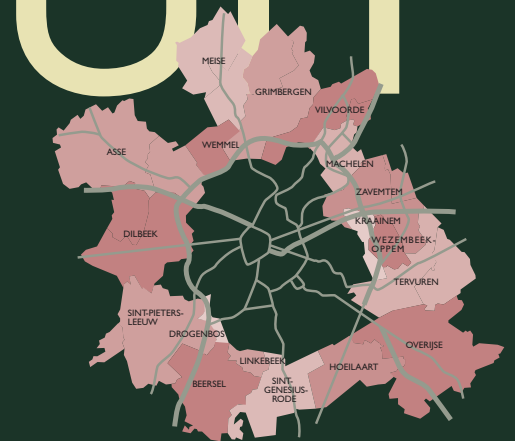 MEISE
GRIMBERGEN
VILVOORDE
WEMMEL
ASSE
MACHELEN
ZAVEMTEM
KRAAINEM
WEZEMBEEK-
OPPEM
DILBEEK
TERVUREN
SINT-PIETERS-
LEEUW
DROGENBOS
OVERIJSE
LINKEBEEK
HOEILAART
BEERSEL
SINT-
GENESIUS-
RODE